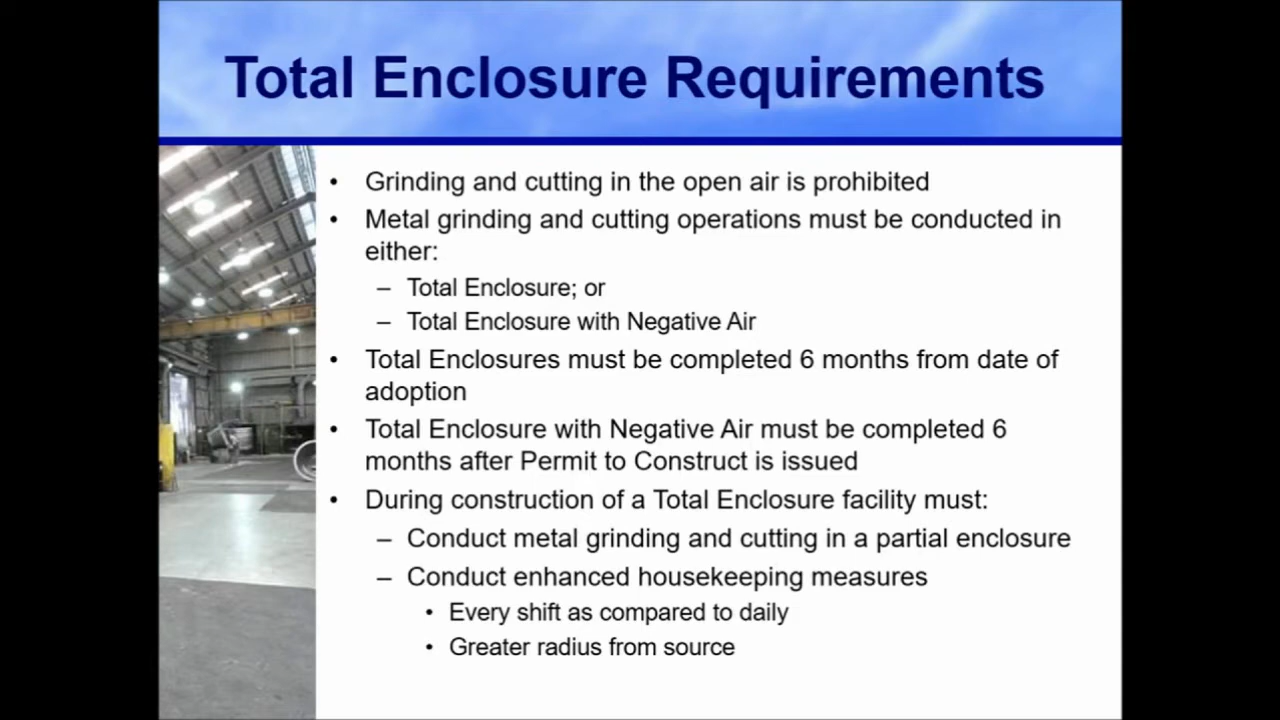 Total Enclosure Requirements
• Grinding and cutting in the open air is prohibited
• Metal grinding and cutting operations must be conducted in
either:
– Total Enclosure; or
– Total Enclosure with Negative Air
• Total Enclosures must be completed 6 months from date of
adoption
• Total Enclosure with Negative Air must be completed 6
months after Permit to Construct is issued
• During construction of a Total Enclosure facility must:
– Conduct metal grinding and cutting in a partial enclosure
– Conduct enhanced housekeeping measures
• Every shift as compared to daily
• Greater radius from source